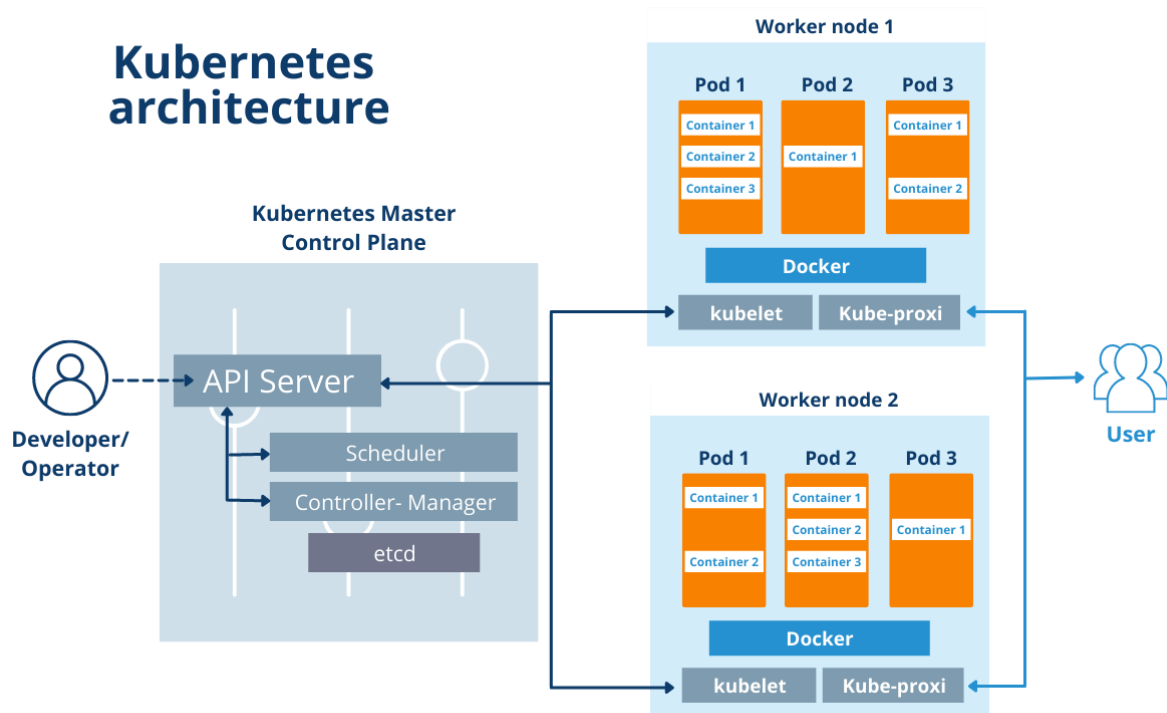 Kubernetes
architecture
Kubernetes Master
Control Plane
API Server
Scheduler
Controller- Manager
etcd
Developer/
Operator
Worker node 1
Pod 1
Pod 2
Pod 3
Container 1
Container 2
Container 3
Container 1
Container 1
Container 2
Docker
kubelet
Kube-proxi
Worker node 2
Pod 1
Pod 2
Pod 3
Container 1
Container 2
Container 1
Container 2
Container 3
Container 1
Docker
kubelet
Kube-proxi
User